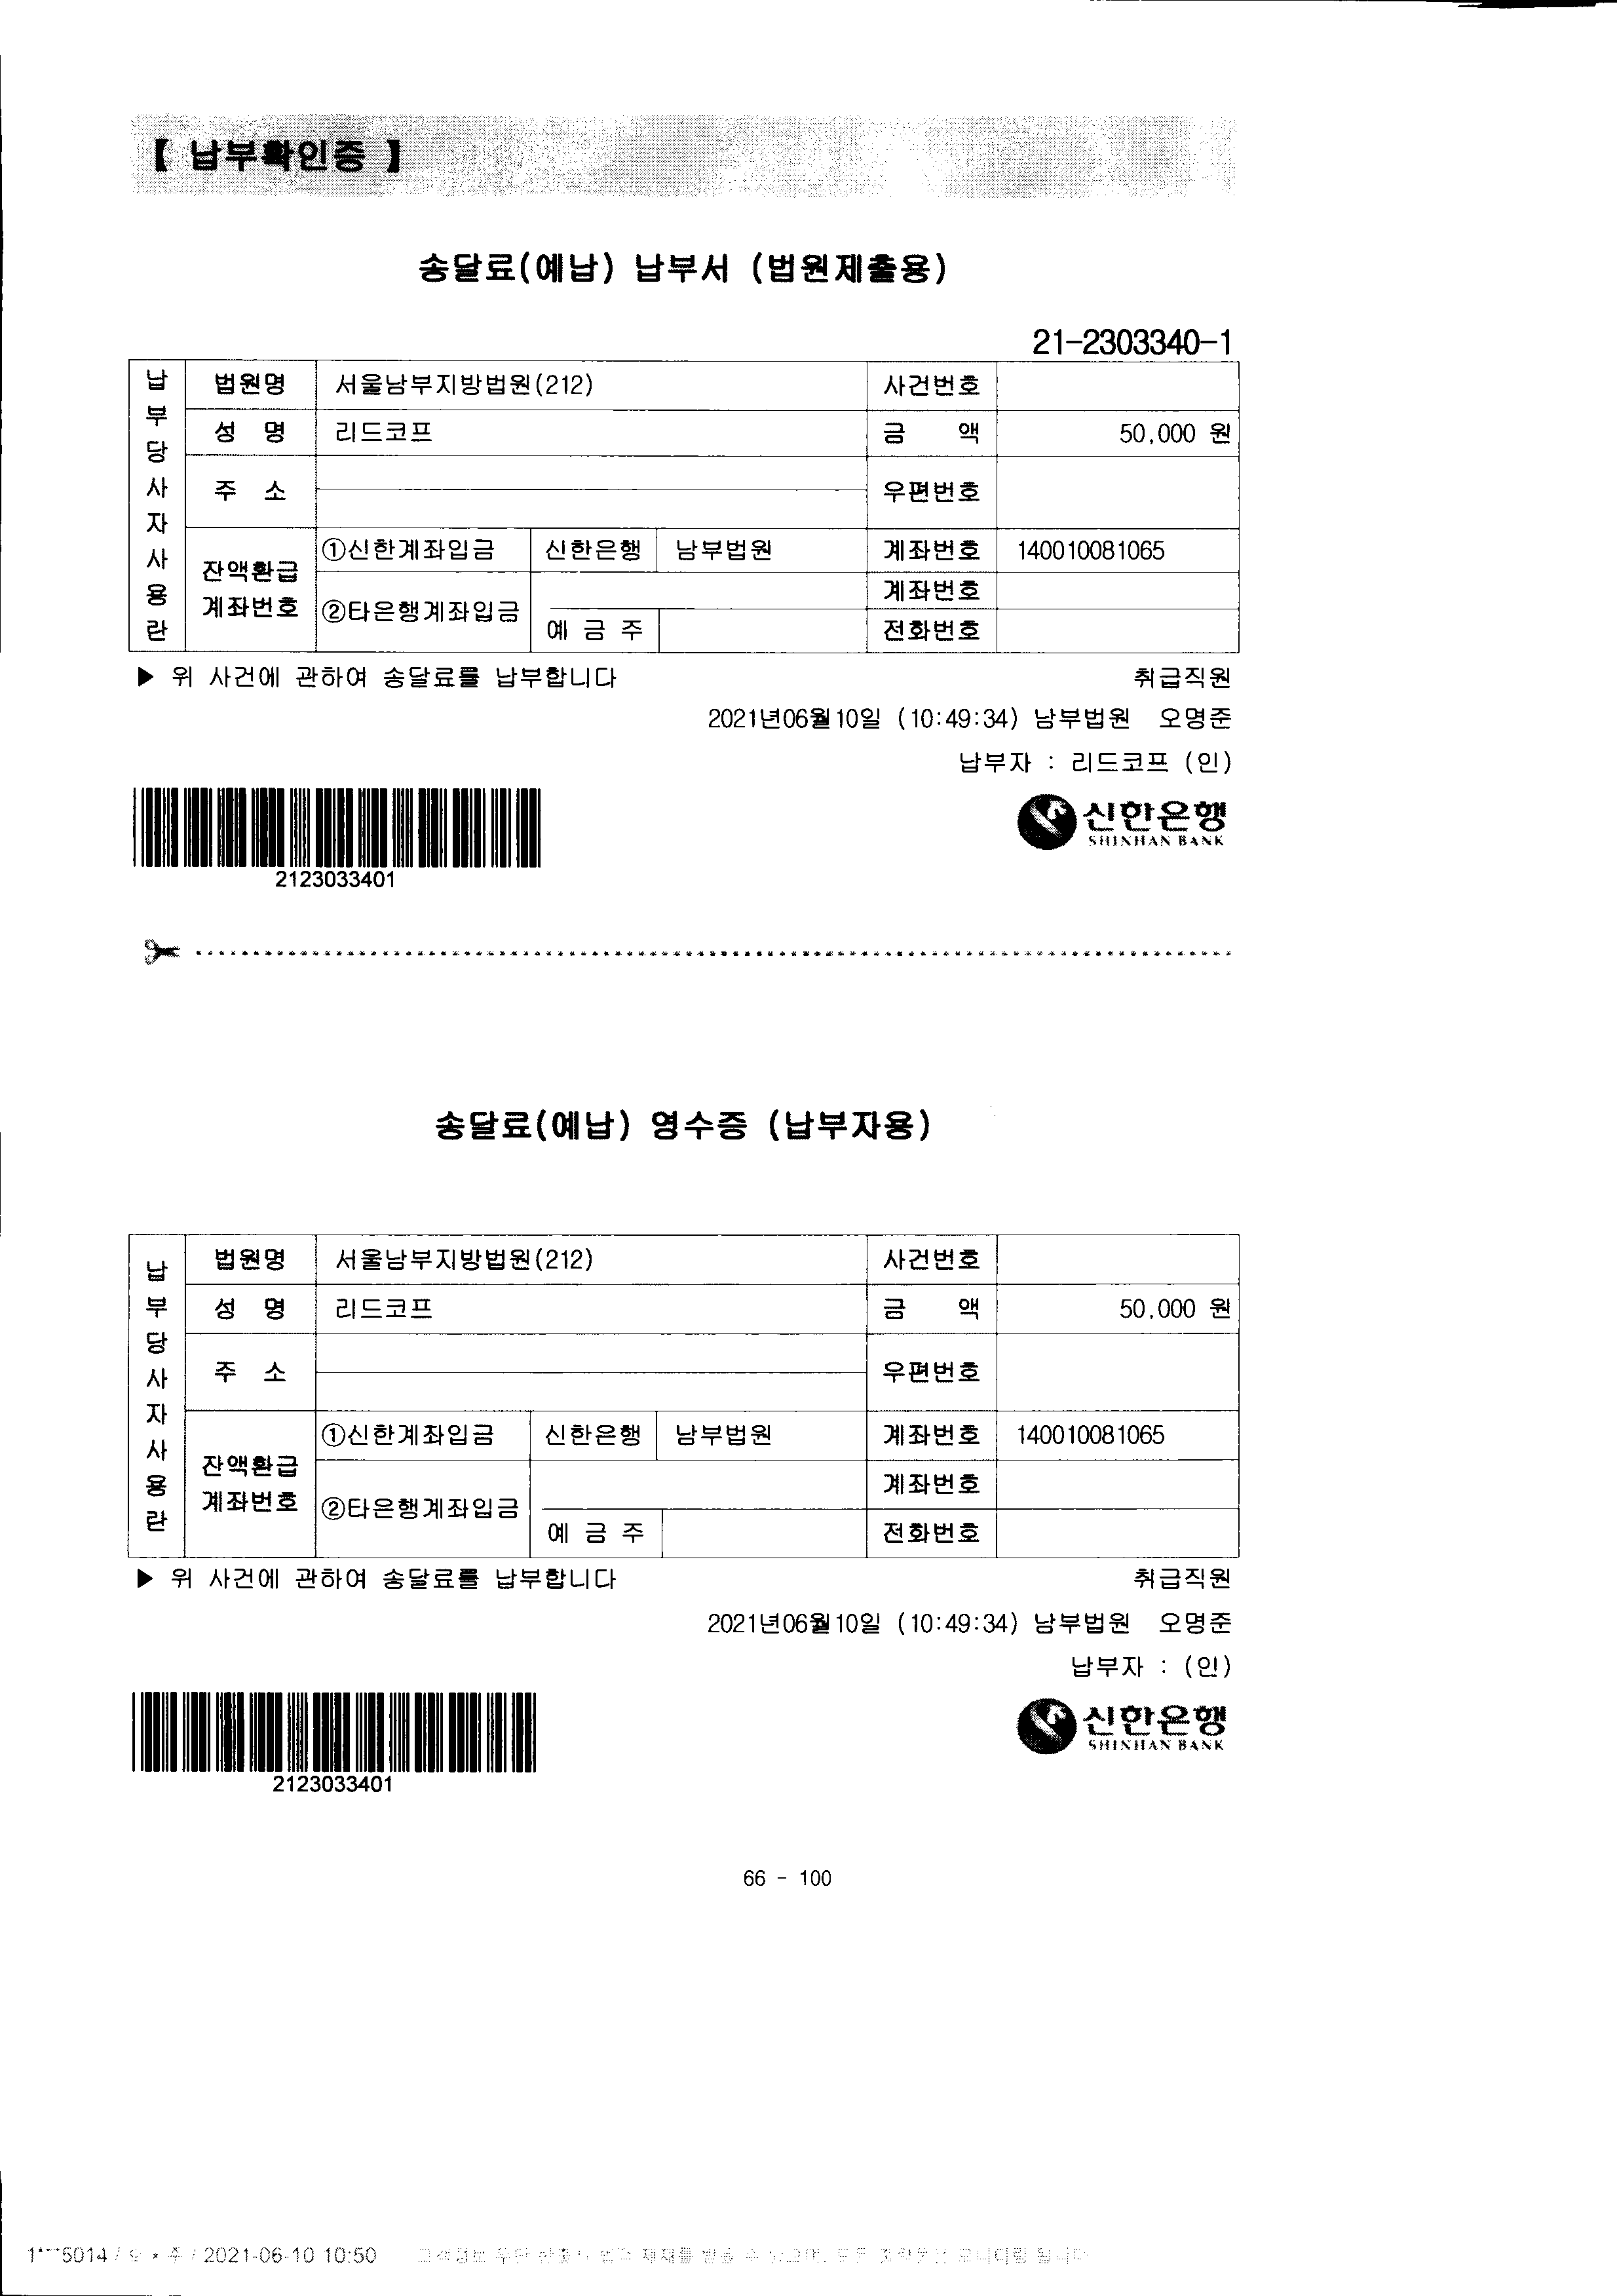 【 납부확인증 】
송달료(예납) 납부서 (법원제출용)
21-2303340-1
납부당사자사용란
법원명 서울남부지방법원(212) 사건번호
성 명 리드코프 금 액 50,000 원
주 소 우편번호
잔액환급 계좌번호
①신한계좌입금 신한은행 남부법원 계좌번호 140010081065
②타은행계좌입금 계좌번호
예 금 주 전화번호
▶ 위 사건에 관하여 송달료를 납부합니다 취급직원
2021년06월10일 (10:49:34) 남부법원 오명준
납부자 : 리드코프 (인)
신한은행
SHINHAN BANK
2123033401
송달료(예납) 영수증 (납부자용)
납부당사자사용란
법원명 서울남부지방법원(212) 사건번호
성 명 리드코프 금 액 50,000 원
주 소 우편번호
잔액환급 계좌번호
①신한계좌입금 신한은행 남부법원 계좌번호 140010081065
②타은행계좌입금 계좌번호
예 금 주 전화번호
▶ 위 사건에 관하여 송달료를 납부합니다 취급직원
2021년06월10일 (10:49:34) 남부법원 오명준
납부자 : (인)
신한은행
SHINHAN BANK
2123033401
66 - 100
5014 / 2021-06-10 10:50